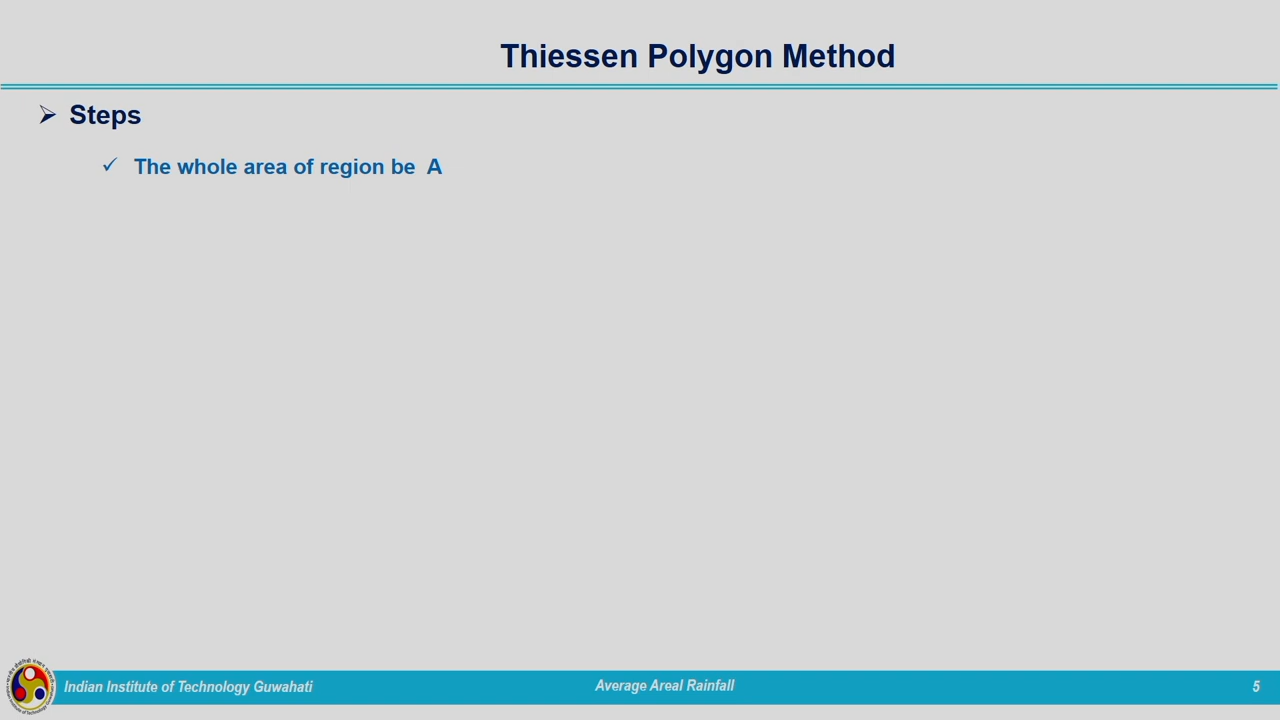 Thiessen Polygon Method
Steps
The whole area of region be A
Indian Institute of Technology Guwahati
Average Areal Rainfall
5